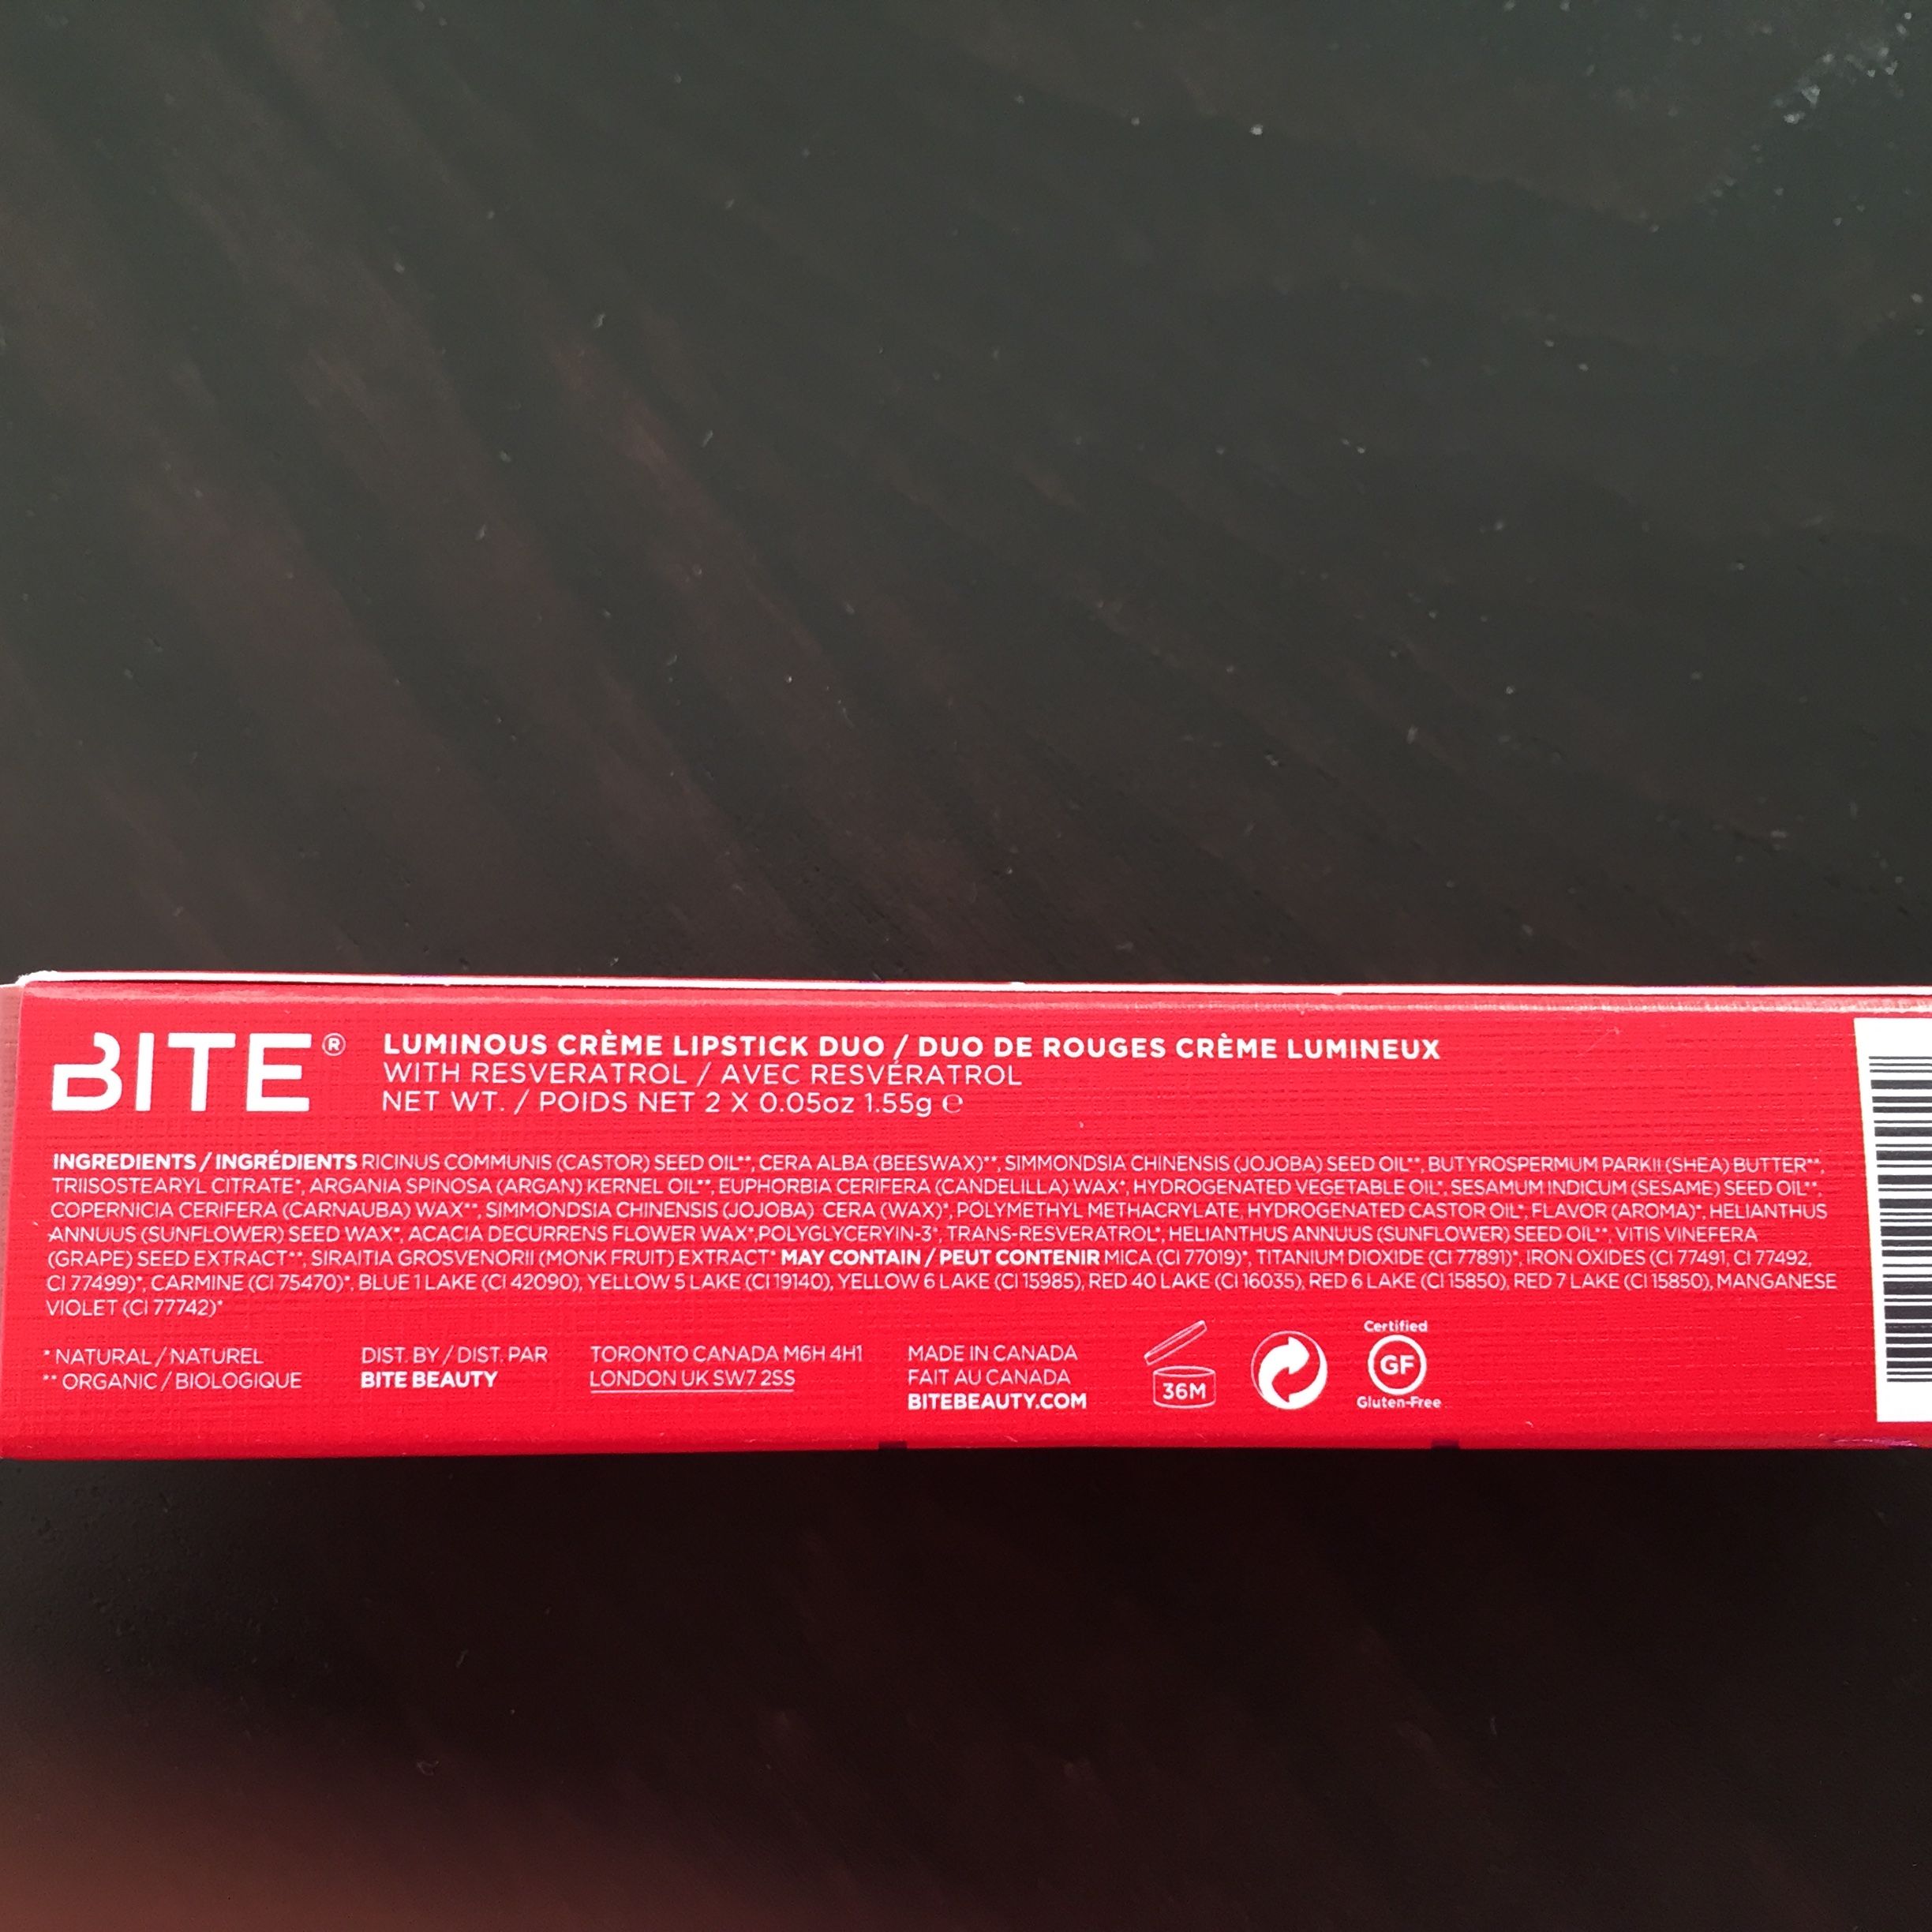 BITE®
LUMINOUS CRÈME LIPSTICK DUO / DUO DE ROUGES CRÈME LUMINEUX
WITH RESVERATROL / AVEC RESVÉRATROL
NET WT. / POIDS NET 2 X 0.05oz 1.55g ℮
INGREDIENTS / INGRÉDIENTS RICINUS COMMUNIS (CASTOR) SEED OIL**, CERA ALBA (BEESWAX)**, SIMMONDSIA CHINENSIS (JOJOBA) SEED OIL**, BUTYROSPERMUM PARKII (SHEA) BUTTER**,
TRIISOSTEARYL CITRATE*, ARGANIA SPINOSA (ARGAN) KERNEL OIL**, EUPHORBIA CERIFERA (CANDELILLA) WAX*, HYDROGENATED VEGETABLE OIL*, SESAMUM INDICUM (SESAME) SEED OIL**,
COPERNICIA CERIFERA (CARNAUBA) WAX**, SIMMONDSIA CHINENSIS (JOJOBA) CERA (WAX)*, POLYMETHYL METHACRYLATE, HYDROGENATED CASTOR OIL*, FLAVOR (AROMA)*, HELIANTHUS
ANNUUS (SUNFLOWER) SEED WAX*, ACACIA DECURRENS FLOWER WAX*,POLYGLYCERYIN-3*, TRANS-RESVERATROL*, HELIANTHUS ANNUUS (SUNFLOWER) SEED OIL**, VITIS VINEFERA
(GRAPE) SEED EXTRACT**, SIRAITIA GROSVENORII (MONK FRUIT) EXTRACT* MAY CONTAIN / PEUT CONTENIR MICA (CI 77019)*, TITANIUM DIOXIDE (CI 77891)*, IRON OXIDES (CI 77491, CI 77492,
CI 77499)*, CARMINE (CI 75470)*, BLUE 1 LAKE (CI 42090), YELLOW 5 LAKE (CI 19140), YELLOW 6 LAKE (CI 15985), RED 40 LAKE (CI 16035), RED 6 LAKE (CI 15850), RED 7 LAKE (CI 15850), MANGANESE
VIOLET (CI 77742)*
* NATURAL / NATUREL
** ORGANIC / BIOLOGIQUE
DIST. BY / DIST. PAR
BITE BEAUTY
TORONTO CANADA M6H 4H1
LONDON UK SW7 2SS
MADE IN CANADA
FAIT AU CANADA
BITEBEAUTY.COM
36M
Certified
GF
Gluten-Free